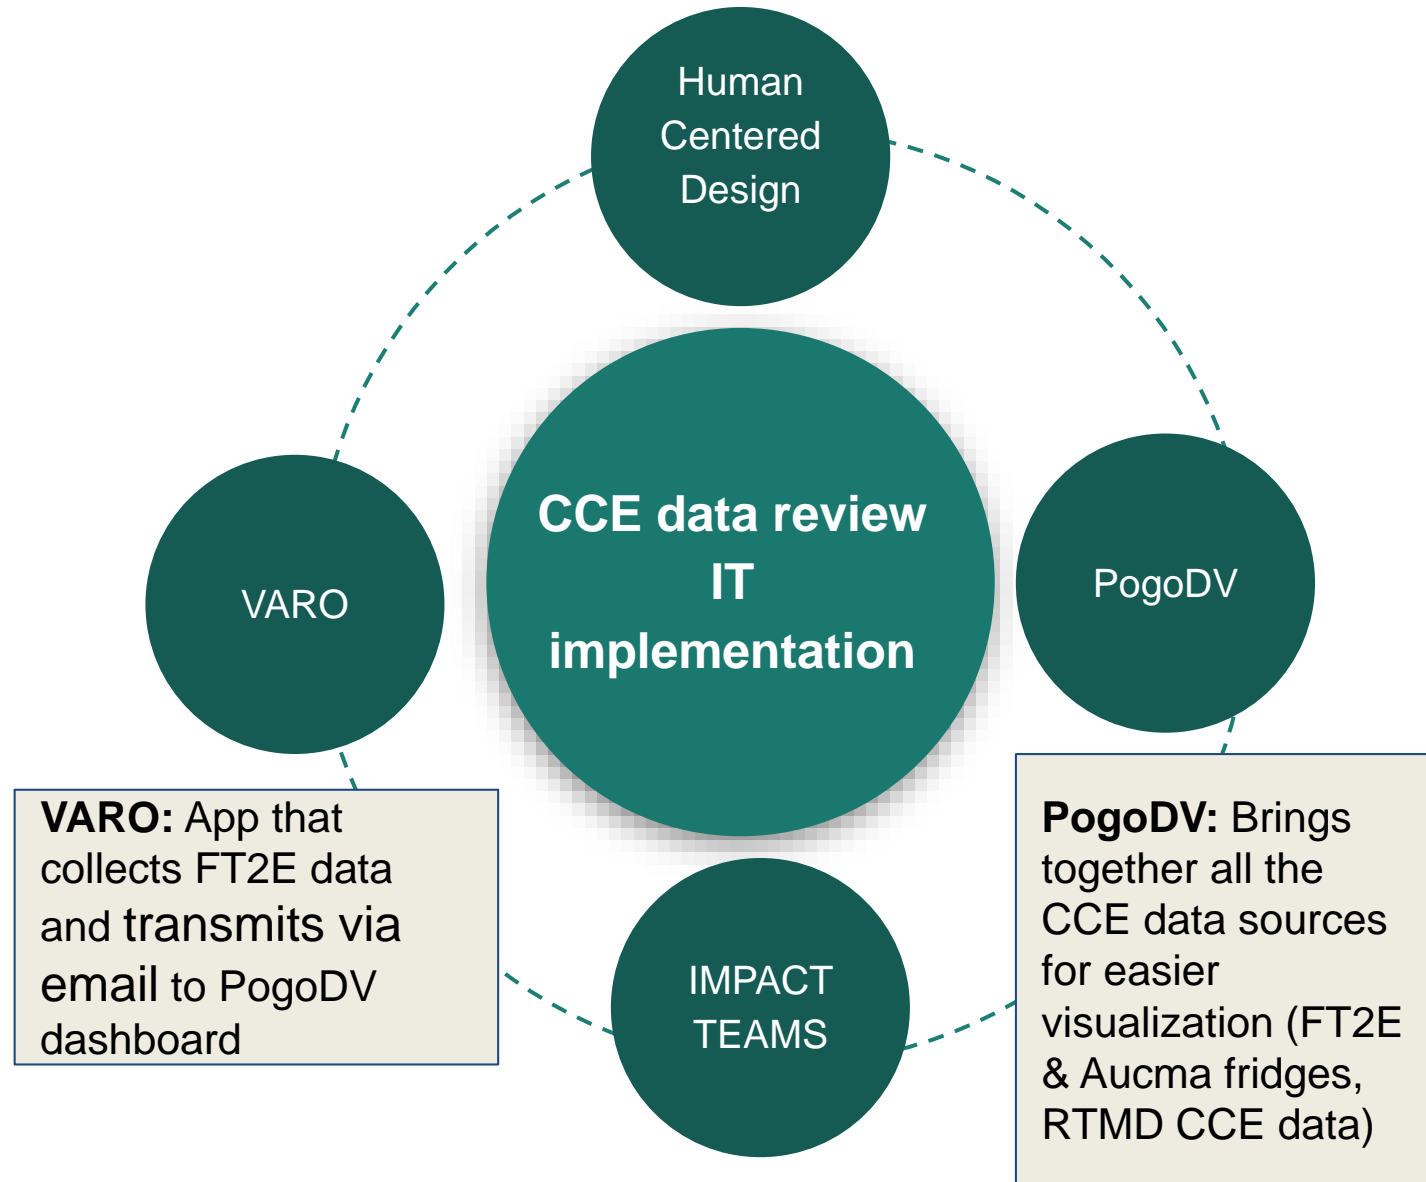 Human
Centered
Design
CCE data review
IT
implementation
VARO
PogoDV
VARO: App that
collects FT2E data
and transmits via
email to PogoDV
dashboard
PogoDV: Brings
together all the
CCE data sources
for easier
visualization (FT2E
& Aucma fridges,
RTMD CCE data)
IMPACT
TEAMS